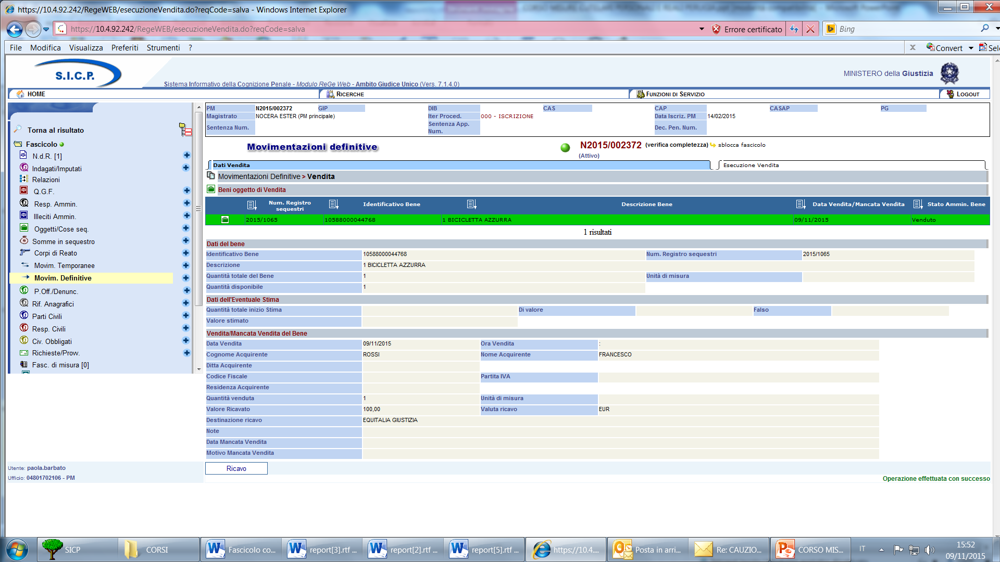 https://10.4.92.242/RegeWEB/esecuzioneVendita.do?reqCode=salva - Windows Internet Explorer
https://10.4.92.242/RegeWEB/esecuzioneVendita.do?reqCode=salva
Errore certificato
Bing
File Modifica Visualizza Preferiti Strumenti ?
x Convert Sel
S.I.C.P.
Sistema Informativo della Cognizione Penale - Modulo ReGe Web - Ambito Giudice Unico (Vers. 7.1.4.0)
MINISTERO della Giustizia
HOME RICERCHE FUNZIONI DI SERVIZIO LOGOUT
Torna al risultato
Fascicolo
N.d.R. [1]
Indagati/Imputati
Relazioni
Q.G.F.
Resp. Ammin.
Illeciti Ammin.
Oggetti/Cose seq.
Somme in sequestro
Corpi di Reato
Movim. Temporanee
Movim. Definitive
P.Off./Denunc.
Rif. Anagrafici
Parti Civili
Resp. Civili
Civ. Obbligati
Richieste/Provv.
Fasc. di misura [0]
Utente: paola.barbato
Ufficio: 04801702106 - PM
PM N2015/002372 GIP DIB CAS CAP CASAP PG
Magistrato NOCERA ESTER (PM principale) Iter Proced. 000 - ISCRIZIONE Data Iscriz. PM 14/02/2015
Sentenza Num. Sentenza App. Num. Dec. Pen. Num.
Movimentazioni definitive
N2015/002372 (verifica completezza) sblocca fascicolo
(Attivo)
Dati Vendita Esecuzione Vendita
Movimentazioni Definitive > Vendita
Beni oggetto di Vendita
Num. Registro sequestri Identificativo Bene Descrizione Bene Data Vendita/Mancata Vendita Stato Ammin. Bene
2015/1065 10588000044768 1 BICICLETTA AZZURRA 09/11/2015 Venduto
1 risultati
Dati del bene
Identificativo Bene 10588000044768 Num. Registro sequestri 2015/1065
Descrizione 1 BICICLETTA AZZURRA
Quantità totale del Bene 1 Unità di misura
Quantità disponibile 1
Dati dell'Eventuale Stima
Quantità totale inizio Stima Di valore Falso
Valore stimato
Vendita/Mancata Vendita del Bene
Data Vendita 09/11/2015 Ora Vendita :
Cognome Acquirente ROSSI Nome Acquirente FRANCESCO
Ditta Acquirente
Codice Fiscale Partita IVA
Residenza Acquirente
Quantità venduta 1 Unità di misura
Valore Ricavato 100,00 Valuta ricavo EUR
Destinazione ricavo EQUITALIA GIUSTIZIA
Note
Data Mancata Vendita
Motivo Mancata Vendita
Ricavo
Operazione effettuata con successo
SICP CORSI Fascicolo co... report[3].rtf ... report[2].rtf ... report[5].rtf ... https://10.4.... Posta in arri... Re: CAUZIO... CORSO MIS... IT 15:52
09/11/2015